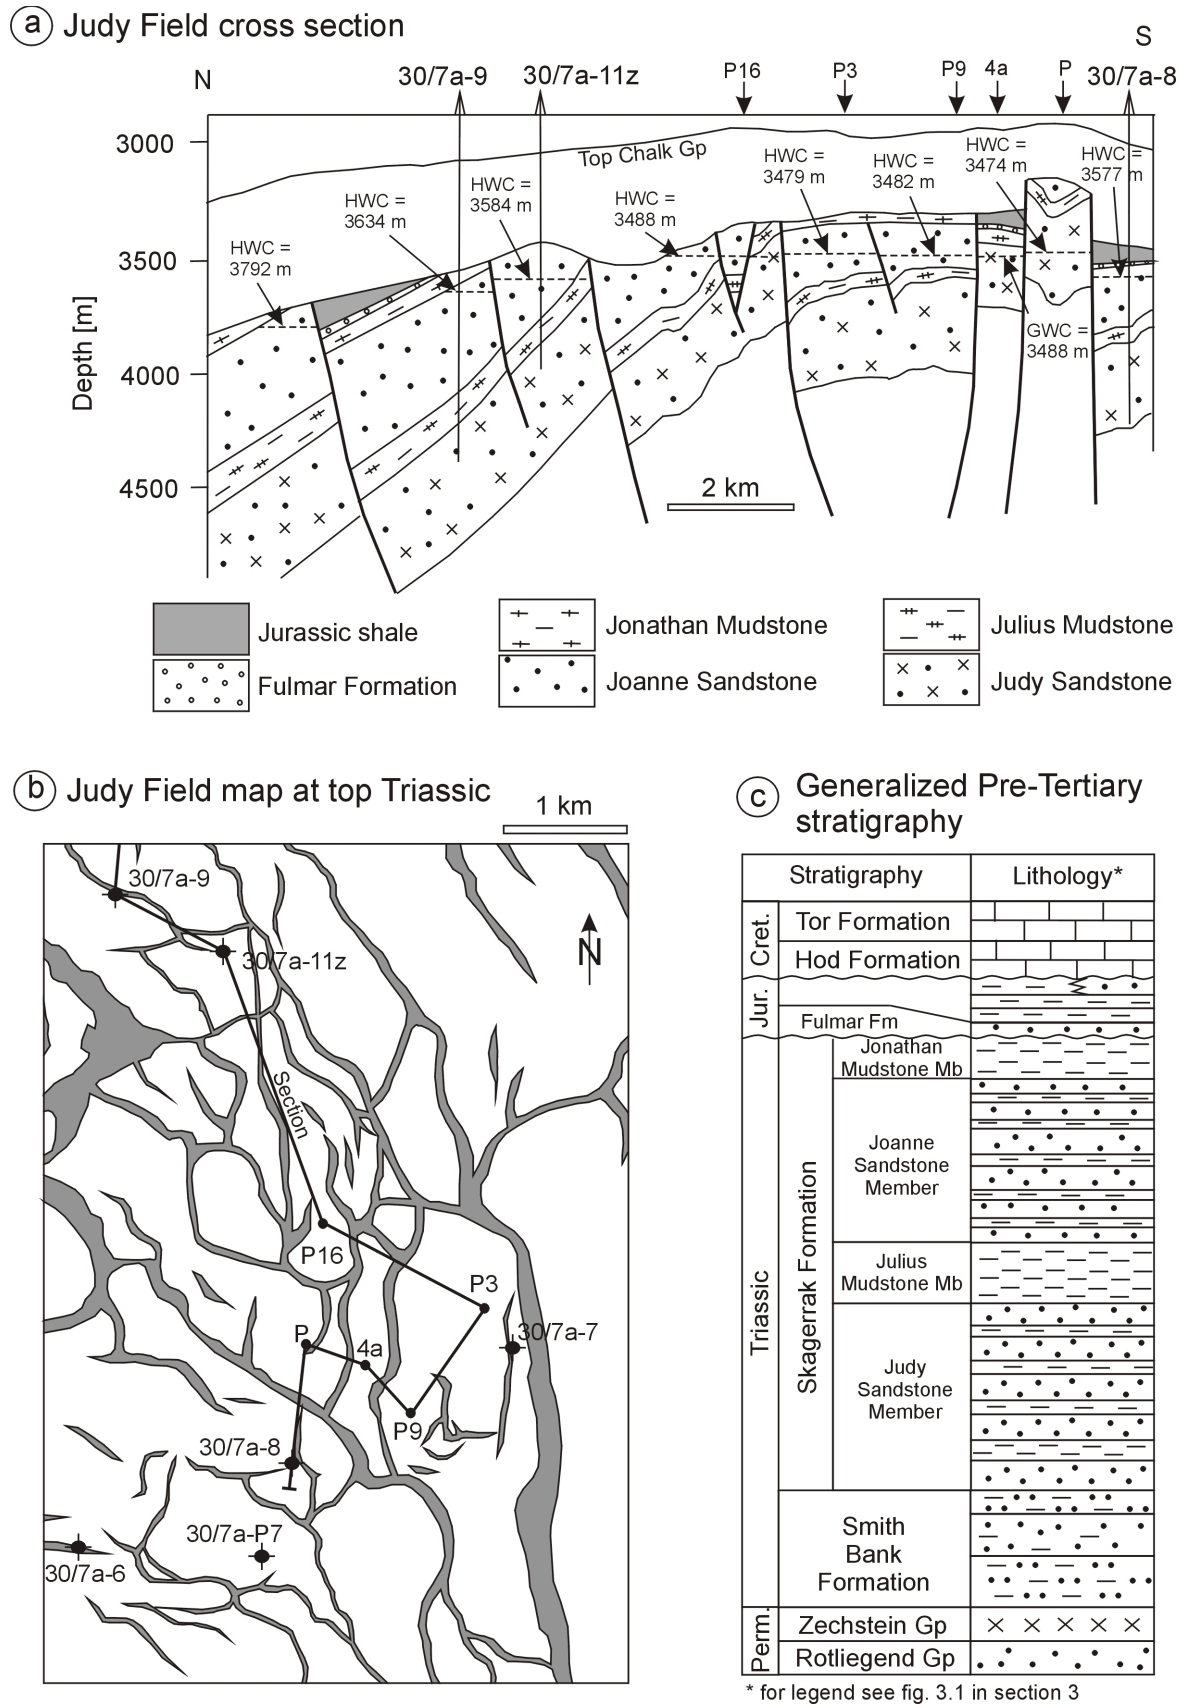 a Judy Field cross section
N
S
30/7a-9
30/7a-11z
P16
P3
P9
4a
P
30/7a-8
Depth [m]
3000
3500
4000
4500
Top Chalk Gp
HWC =
3792 m
HWC =
3634 m
HWC =
3584 m
HWC =
3488 m
HWC =
3479 m
HWC =
3482 m
HWC =
3474 m
HWC =
3577 m
GWC =
3488 m
2 km
Jurassic shale
Fulmar Formation
Jonathan Mudstone
Joanne Sandstone
Julius Mudstone
Judy Sandstone
b Judy Field map at top Triassic
1 km
30/7a-9
30/7a-11z
N
Section
P16
P3
30/7a-7
P
4a
P9
30/7a-8
30/7a-P7
30/7a-6
c Generalized Pre-Tertiary
stratigraphy
Stratigraphy
Lithology*
Cret.
Tor Formation
Hod Formation
Jur.
Fulmar Fm
Triassic
Skagerrak Formation
Jonathan
Mudstone Mb
Joanne
Sandstone
Member
Julius
Mudstone Mb
Judy
Sandstone
Member
Smith
Bank
Formation
Perm.
Zechstein Gp
Rotliegend Gp
* for legend see fig. 3.1 in section 3